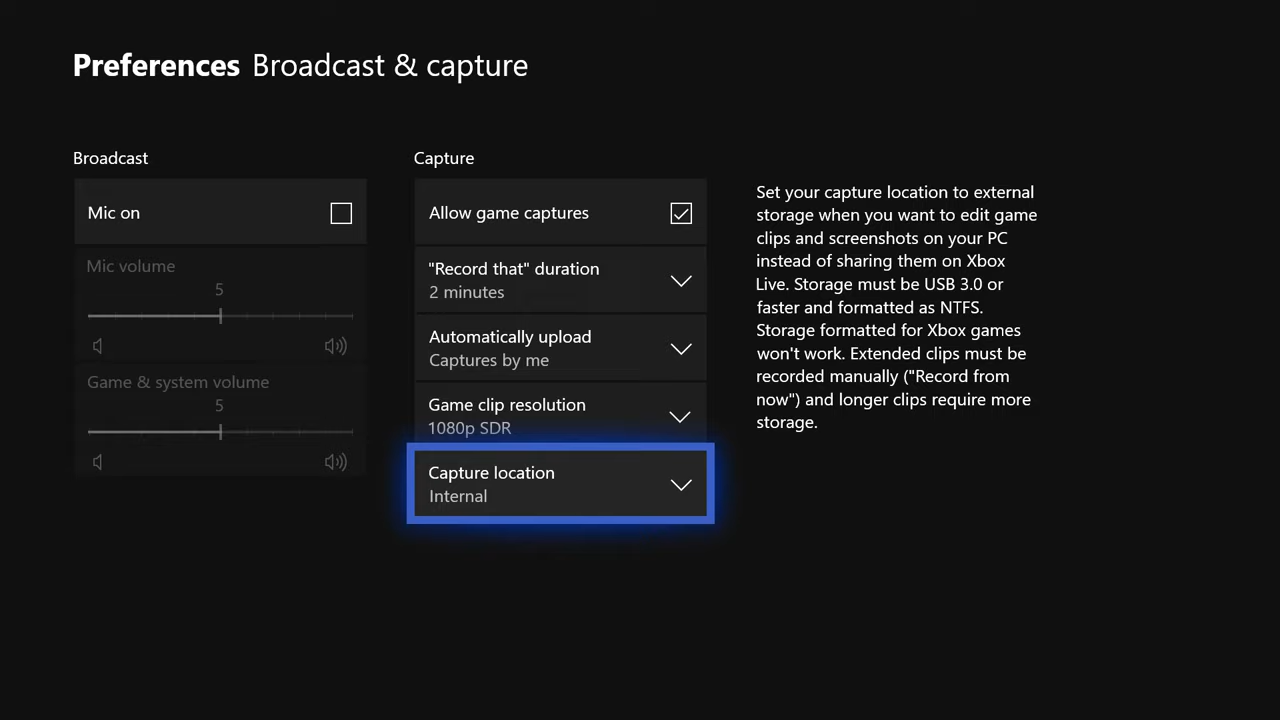 Preferences Broadcast & capture
Broadcast
Mic on
Mic volume
5
Game & system volume
5
Capture
Allow game captures
"Record that" duration
2 minutes
Automatically upload
Captures by me
Game clip resolution
1080p SDR
Capture location
Internal
Set your capture location to external
storage when you want to edit game
clips and screenshots on your PC
instead of sharing them on Xbox
Live. Storage must be USB 3.0 or
faster and formatted as NTFS.
Storage formatted for Xbox games
won't work. Extended clips must be
recorded manually ("Record from
now") and longer clips require more
storage.